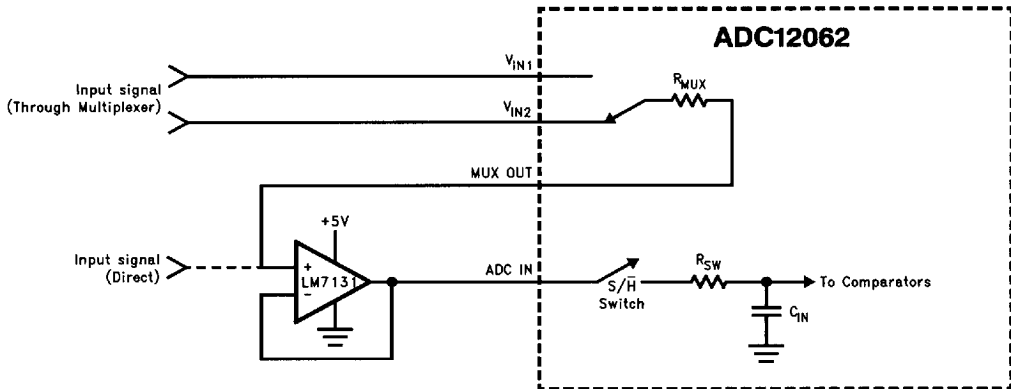 ADC12062
V_IN1
R_MUX
Input signal
(Through Multiplexer)
V_IN2
MUX OUT
+5V
Input signal
(Direct)
+
LM7131
−
ADC IN
S/H̅
Switch
R_SW
To Comparators
C_IN